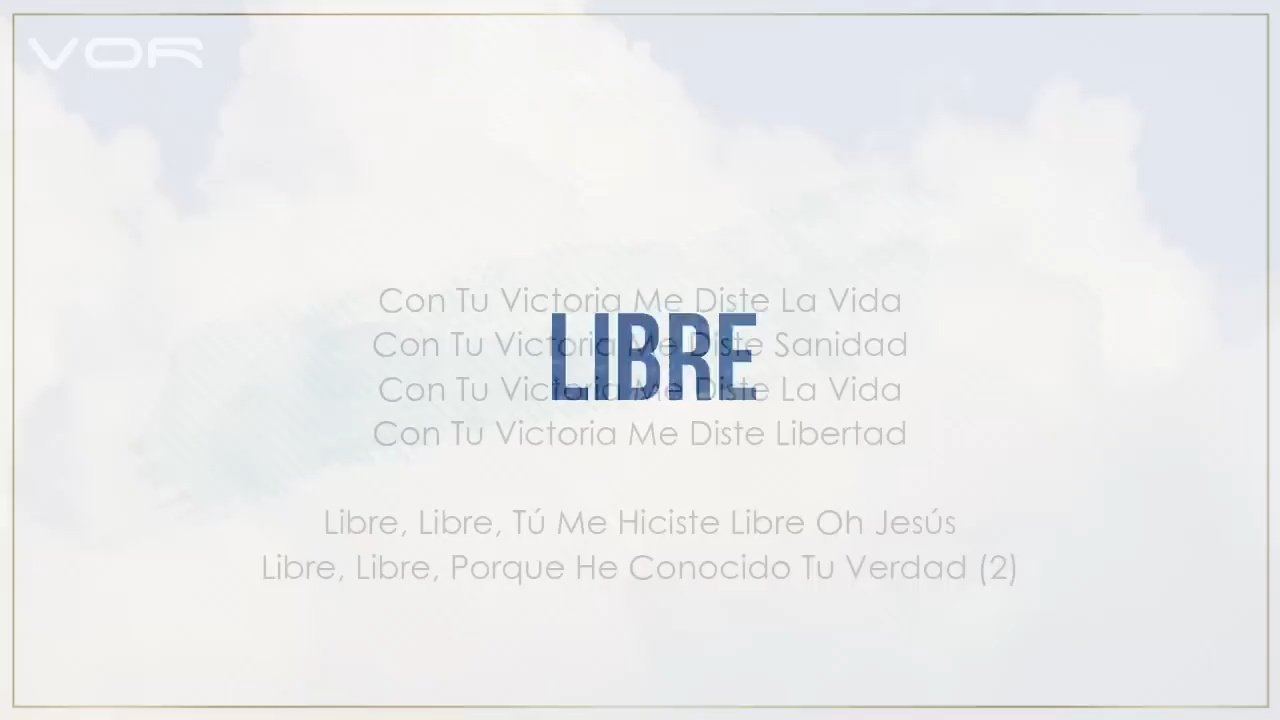 VOR
Con Tu Victoria Me Diste La Vida
LIBRE
Con Tu Victoria Me Diste Sanidad
Con Tu Victoria Me Diste La Vida
Con Tu Victoria Me Diste Libertad
Libre, Libre, Tú Me Hiciste Libre Oh Jesús
Libre, Libre, Porque He Conocido Tu Verdad (2)